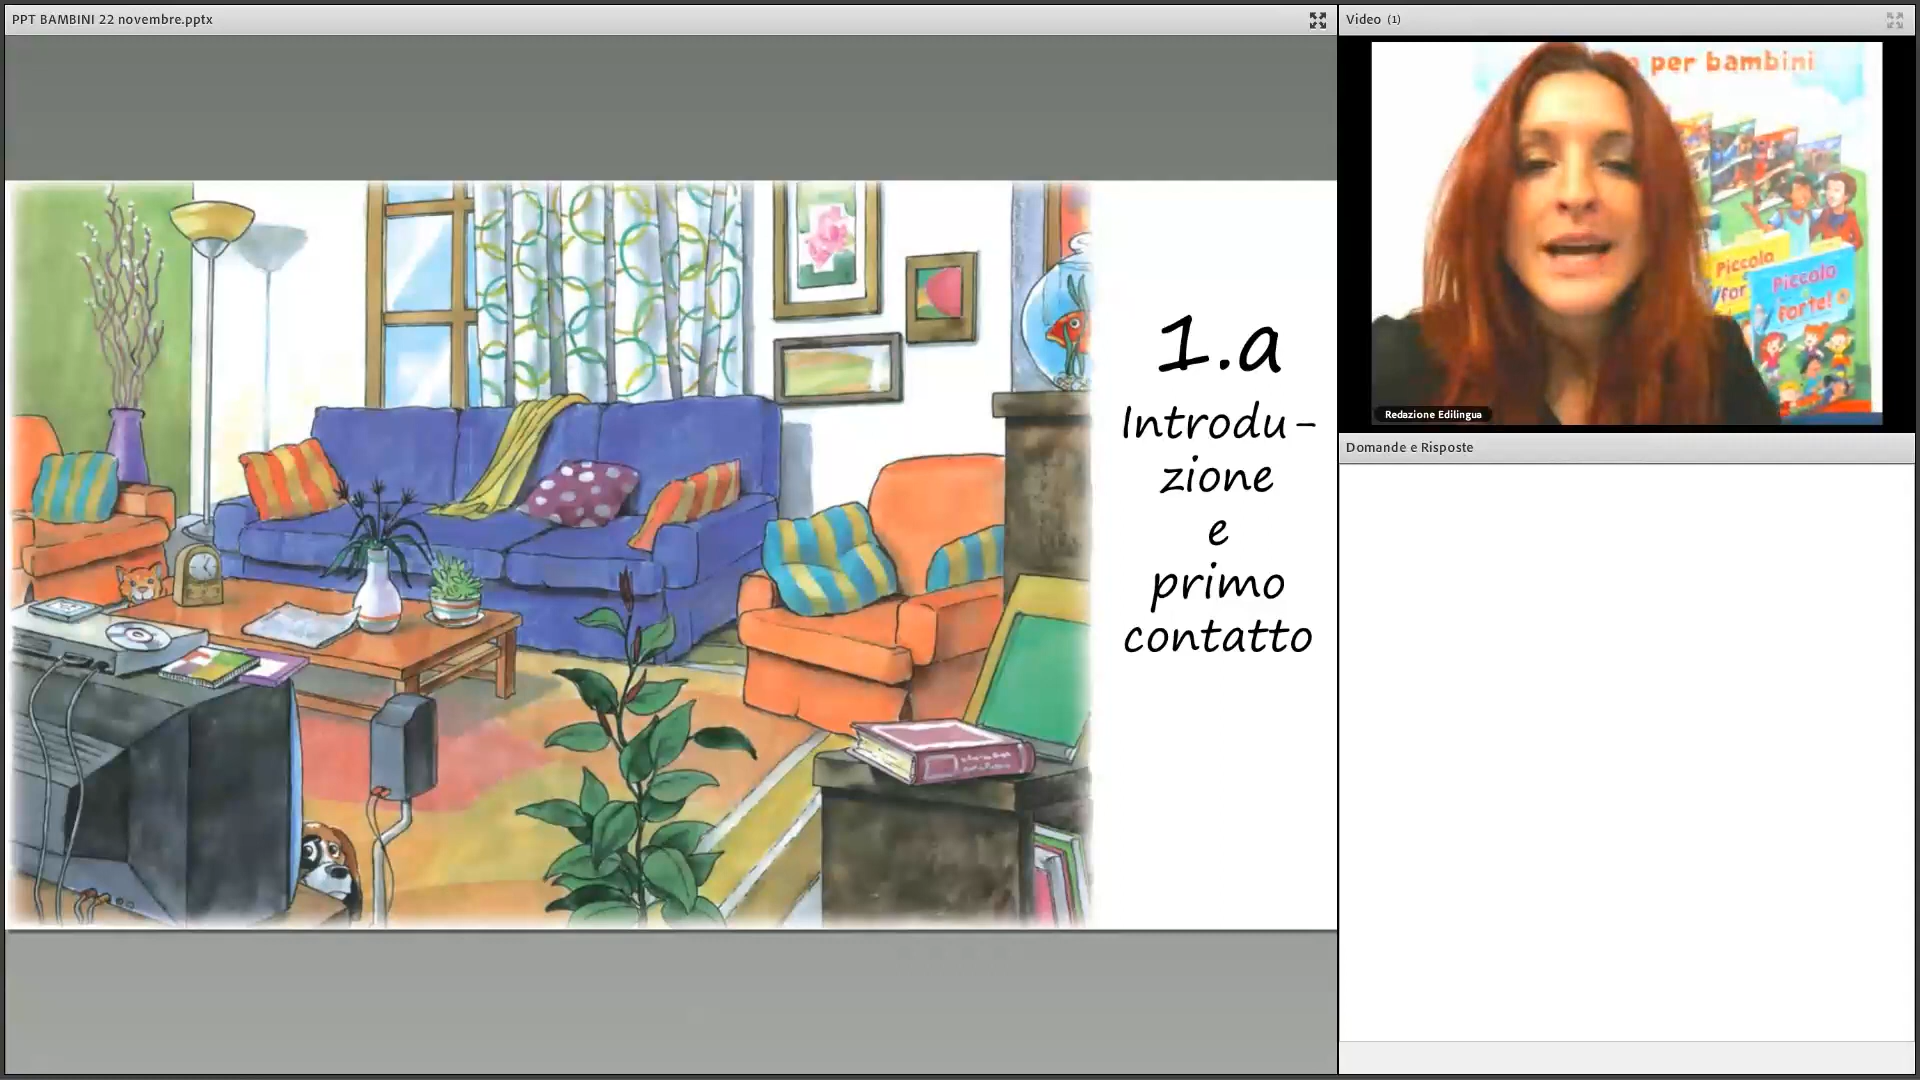 PPT BAMBINI 22 novembre.pptx
Video (1)
per bambini
Piccolo
Piccolo
forte!
Redazione Edilingua
Domande e Risposte
1.a
Introdu-
zione
e
primo
contatto